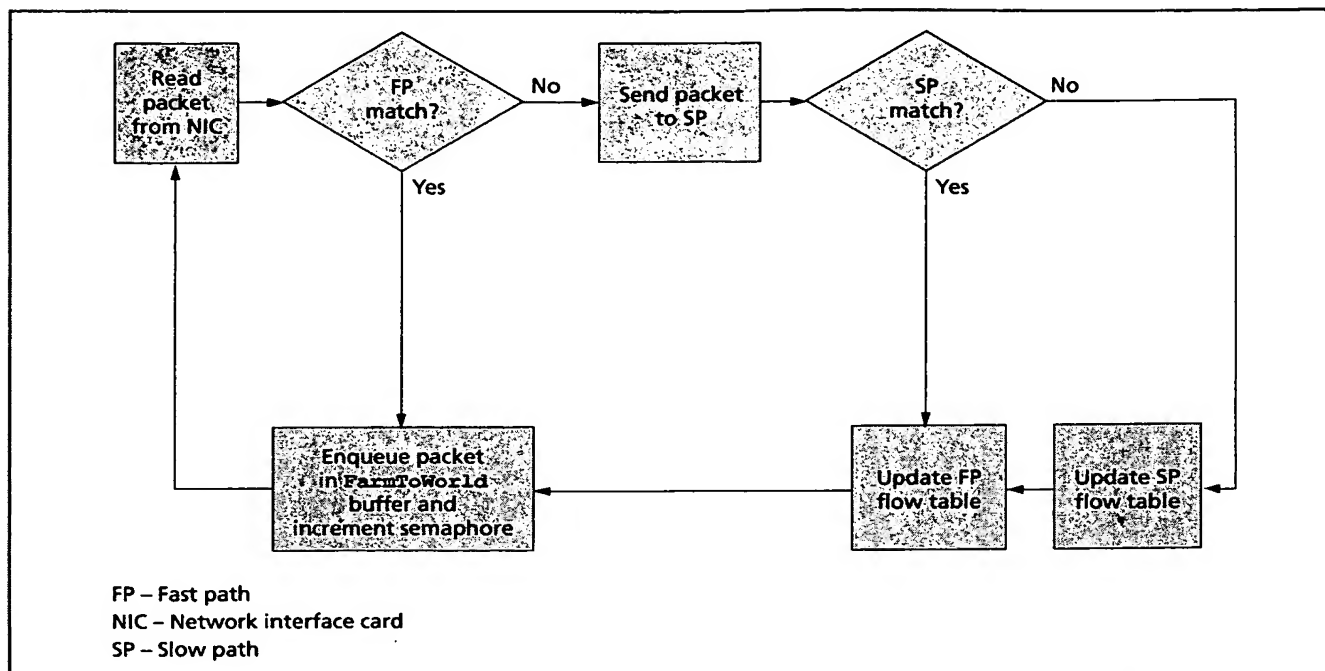 Read
packet
from NIC
FP
match?
No
Send packet
to SP
SP
match?
No
Yes
Yes
Enqueue packet
in FarmToWorld
buffer and
increment semaphore
Update FP
flow table
Update SP
flow table
FP – Fast path
NIC – Network interface card
SP – Slow path